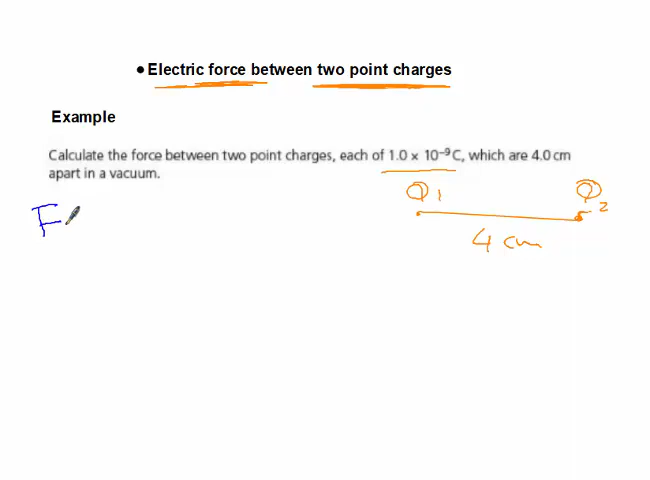 • Electric force between two point charges
Example
Calculate the force between two point charges, each of 1.0 × 10⁻⁹ C, which are 4.0 cm
apart in a vacuum.
Q1 Q2
F
4 cm